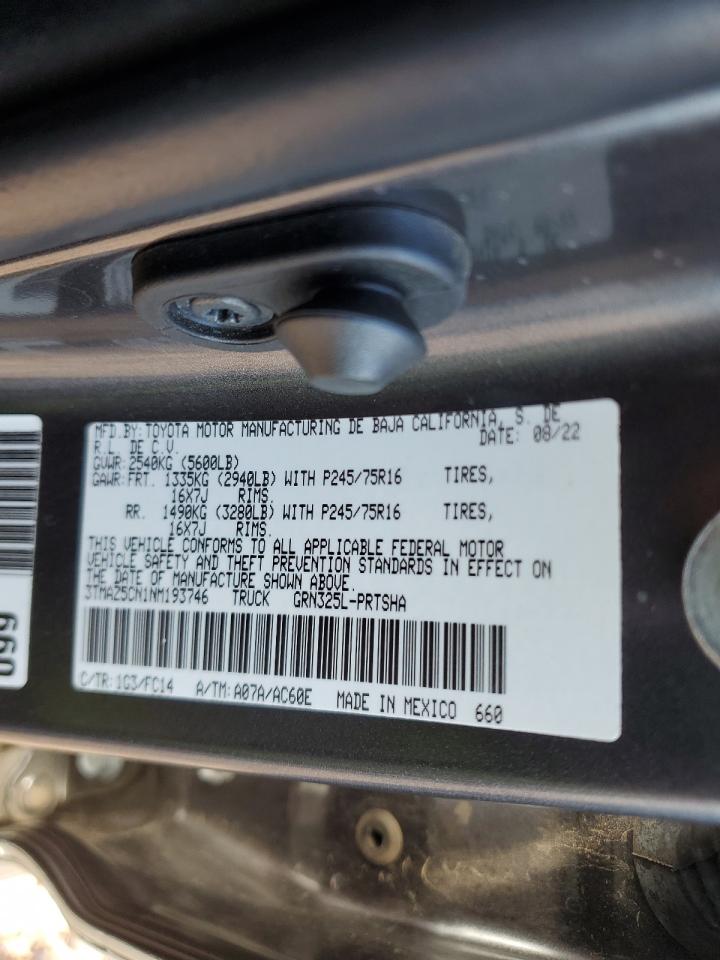 MFD.BY:TOYOTA MOTOR MANUFACTURING DE BAJA CALIFORNIA, S. DE
R.L. DE C.V. DATE: 08/22
GVWR:2540KG (5600LB)
GAWR:FRT. 1335KG (2940LB) WITH P245/75R16 TIRES,
16X7J RIMS.
RR. 1490KG (3280LB) WITH P245/75R16 TIRES,
16X7J RIMS.
THIS VEHICLE CONFORMS TO ALL APPLICABLE FEDERAL MOTOR
VEHICLE SAFETY AND THEFT PREVENTION STANDARDS IN EFFECT ON
THE DATE OF MANUFACTURE SHOWN ABOVE.
3TMAZ5CN1NM193746 TRUCK GRN325L-PRTSHA
C/TR:1G3/FC14 A/TM:A07A/AC60E MADE IN MEXICO 660
660